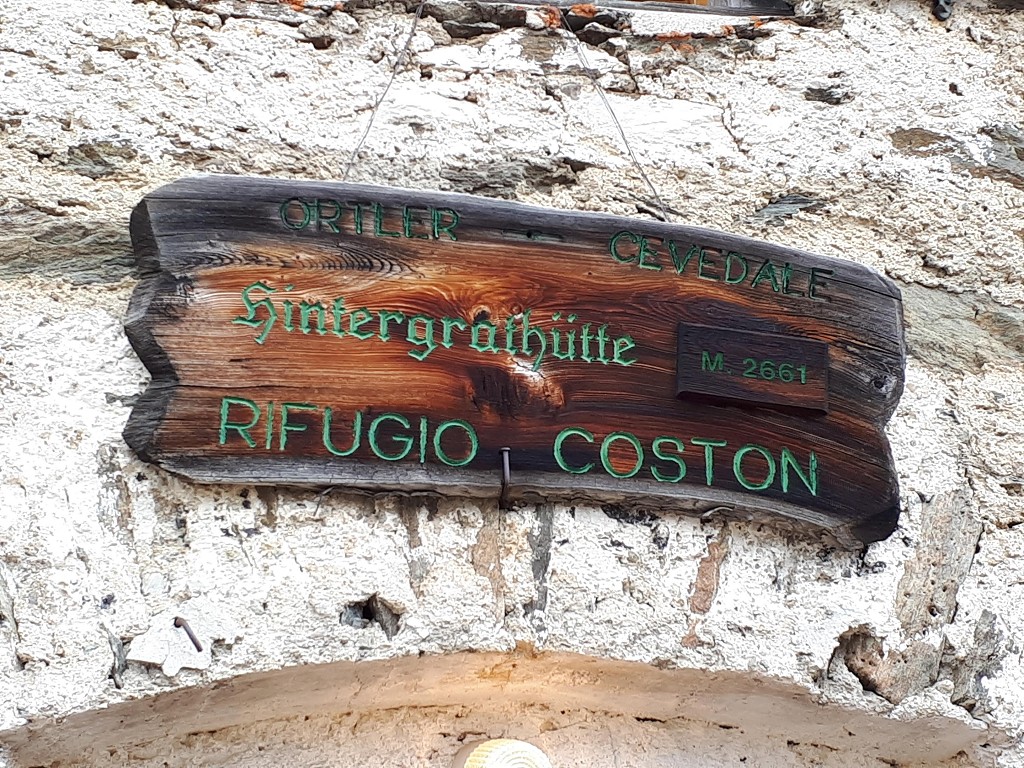 ORTLER - CEVEDALE
Hintergrathütte
M. 2661
RIFUGIO COSTON